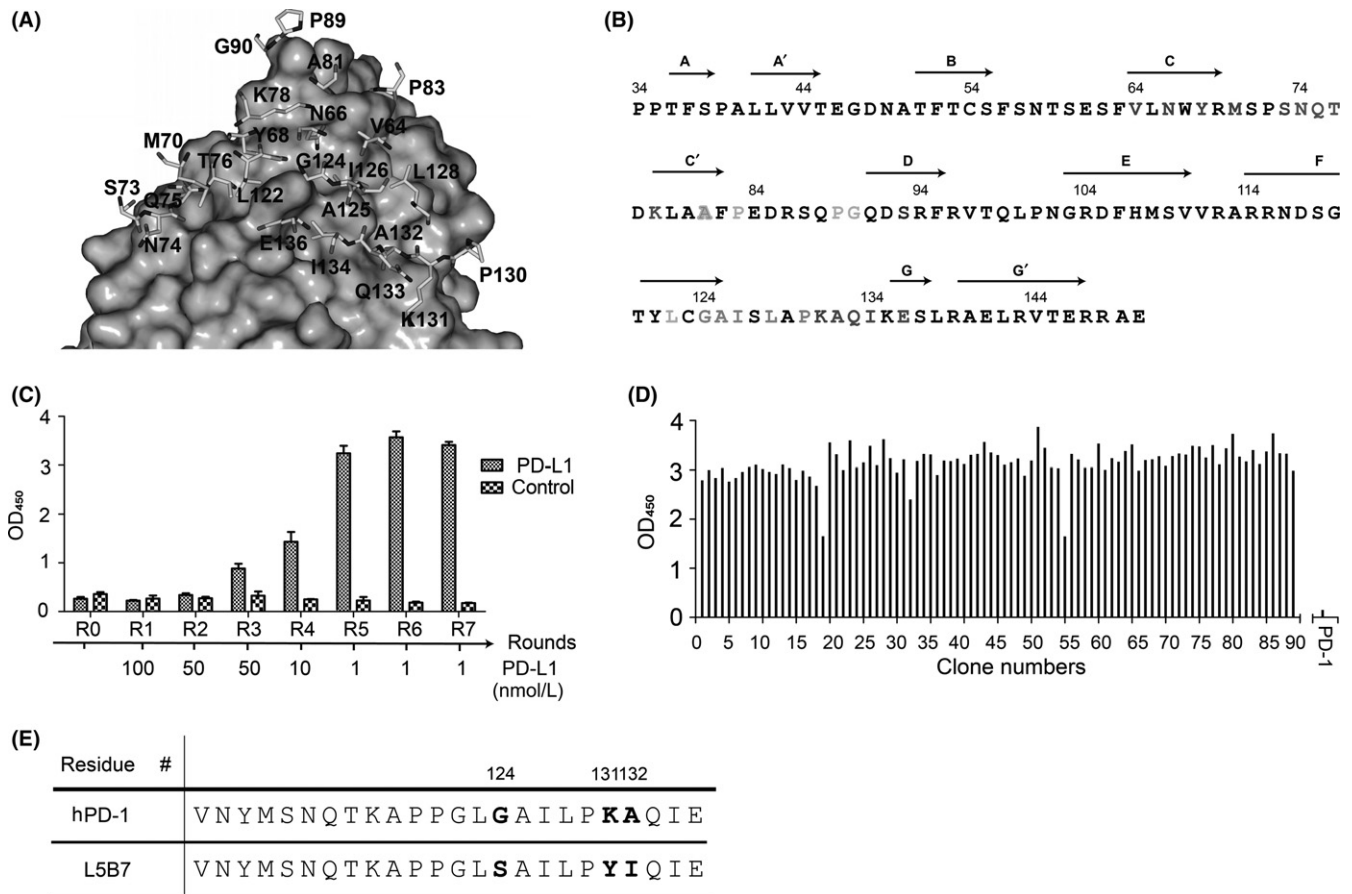 (A)
P89
G90
A81
P83
K78
N66
M70
Y68
V64
T76
G124
I126
L128
S73
Q75
L122
A125
N74
E136
A132
I134
P130
Q133
K131
(B)
A A′ B C
34 44 54 64 74
PPTFSPALLVVTEGDNATFTCSFSNTSESFVLNWYRMSPSNQT
C′ D E F
84 94 104 114
DKLAAFPEDRSQPGQDSRFRVTQLPNGRDFHMSVVRARRNDSG
G G′
124 134 144
TYLCGAISLAPKAQIKESLRAELRVTERRAE
(C)
4
3
2
1
0
OD450
PD-L1
Control
R0 R1 R2 R3 R4 R5 R6 R7 Rounds
100 50 50 10 1 1 1 PD-L1
(nmol/L)
(D)
4
3
2
1
0
OD450
0 5 10 15 20 25 30 35 40 45 50 55 60 65 70 75 80 85 90 PD-1
Clone numbers
(E)
Residue # 124 131 132
hPD-1 V N Y M S N Q T K A P P G L G A I L P K A Q I E
L5B7 V N Y M S N Q T K A P P G L S A I L P Y I Q I E